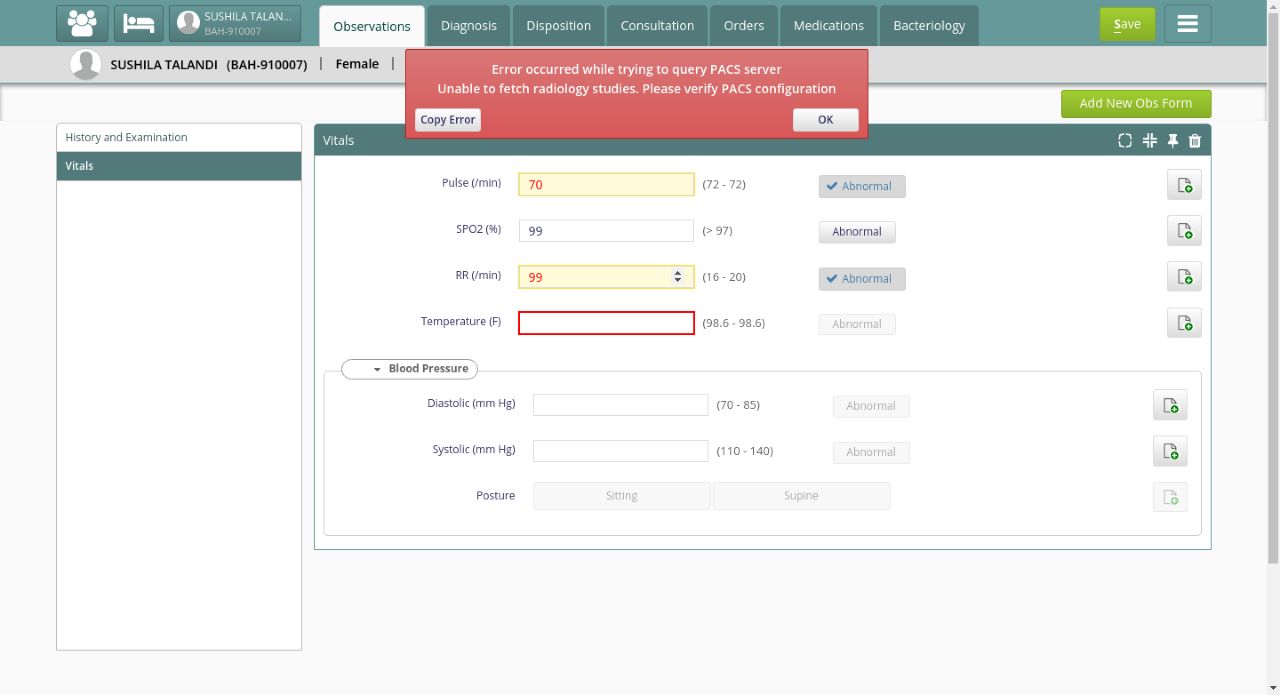 SUSHILA TALAN...
BAH-910007
Observations
Diagnosis
Disposition
Consultation
Orders
Medications
Bacteriology
Save
SUSHILA TALANDI (BAH-910007) | Female |
Error occurred while trying to query PACS server
Unable to fetch radiology studies. Please verify PACS configuration
Copy Error
OK
Add New Obs Form
History and Examination
Vitals
Vitals
Pulse (/min) 70 (72 - 72) Abnormal
SPO2 (%) 99 (> 97) Abnormal
RR (/min) 99 (16 - 20) Abnormal
Temperature (F) (98.6 - 98.6) Abnormal
Blood Pressure
Diastolic (mm Hg) (70 - 85) Abnormal
Systolic (mm Hg) (110 - 140) Abnormal
Posture Sitting Supine